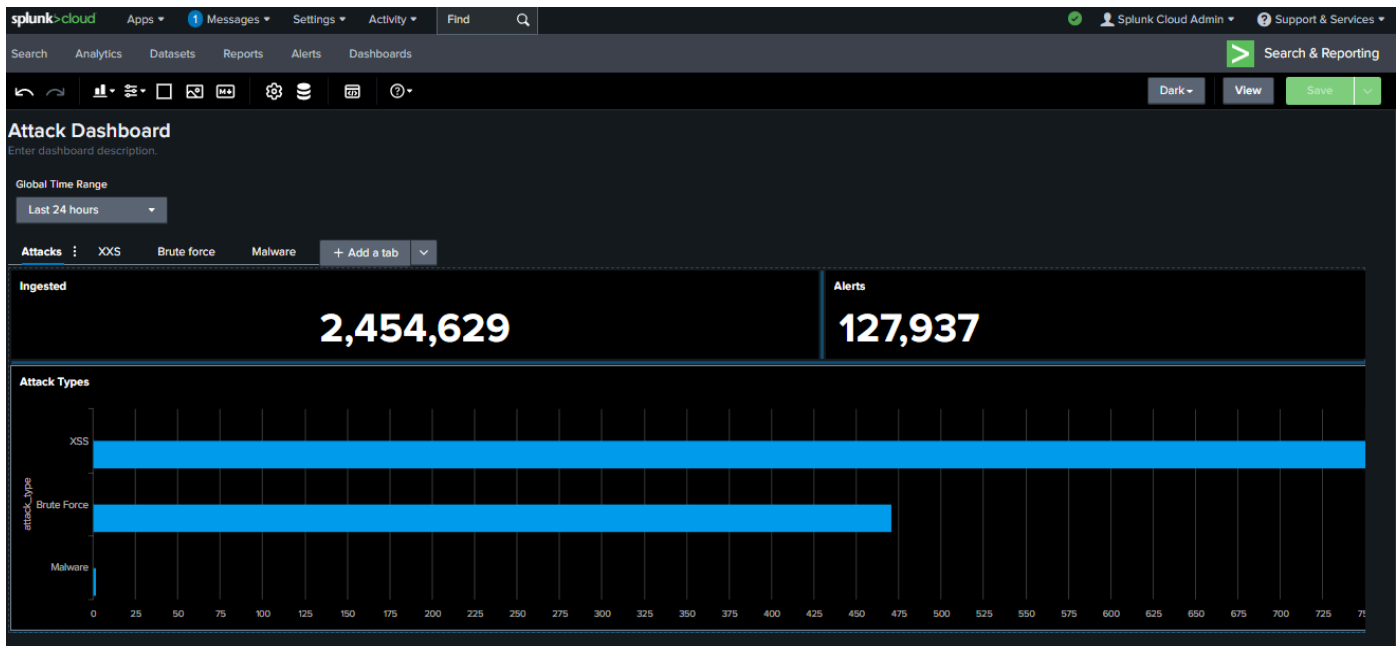 splunk>cloud Apps 1 Messages Settings Activity Find Splunk Cloud Admin ? Support & Services
Search Analytics Datasets Reports Alerts Dashboards > Search & Reporting
M+ ? Dark View Save
Attack Dashboard
Enter dashboard description.
Global Time Range
Last 24 hours
Attacks XXS Brute force Malware + Add a tab
Ingested Alerts
2,454,629 127,937
Attack Types
XSS
attack_type
Brute Force
Malware
0 25 50 75 100 125 150 175 200 225 250 275 300 325 350 375 400 425 450 475 500 525 550 575 600 625 650 675 700 725